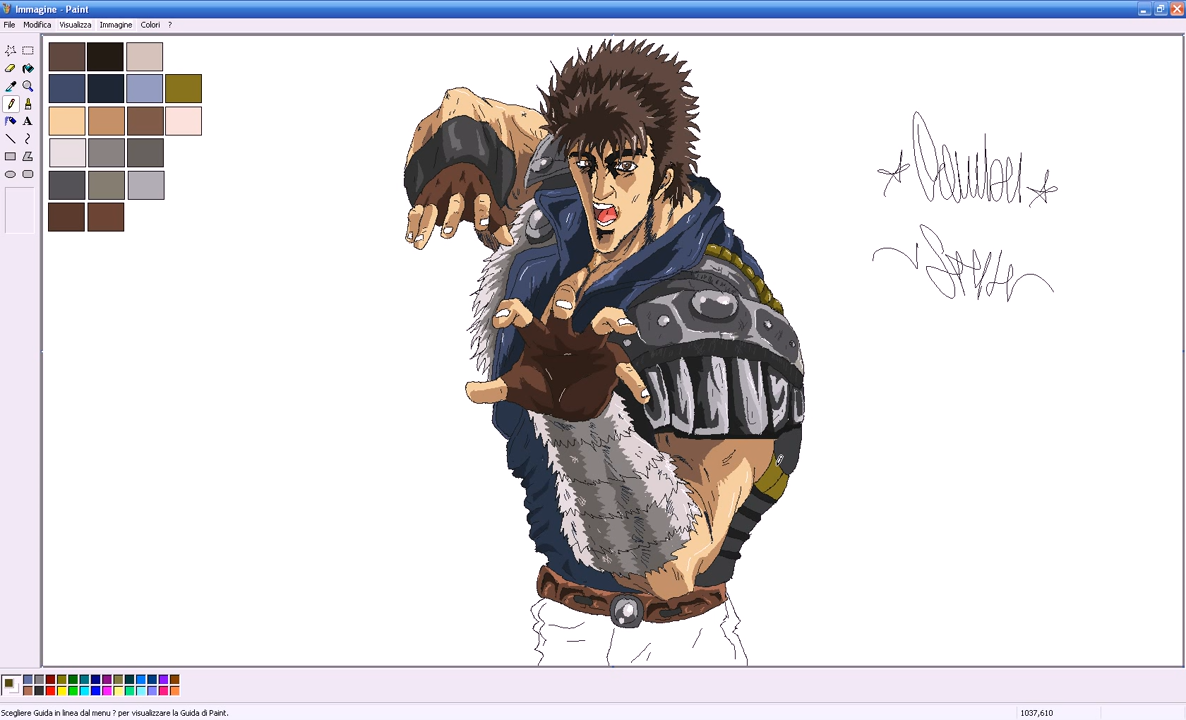 Immagine - Paint
File Modifica Visualizza Immagine Colori ?
Scegliere Guida in linea dal menu ? per visualizzare la Guida di Paint.
1037,610